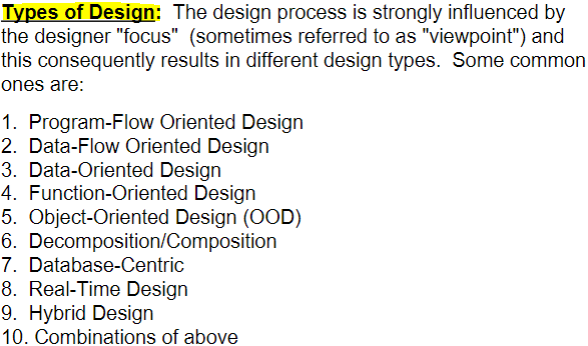 Types of Design:  The design process is strongly influenced by
the designer "focus"  (sometimes referred to as "viewpoint") and
this consequently results in different design types.  Some common
ones are:
1.  Program-Flow Oriented Design
2.  Data-Flow Oriented Design
3.  Data-Oriented Design
4.  Function-Oriented Design
5.  Object-Oriented Design (OOD)
6.  Decomposition/Composition
7.  Database-Centric
8.  Real-Time Design
9.  Hybrid Design
10. Combinations of above